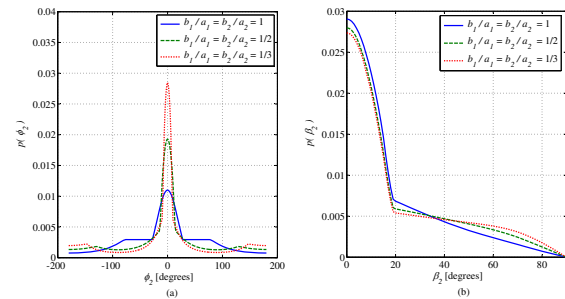 0.04
0.035
0.03
0.025
0.02
0.015
0.01
0.005
0
-200
-100
0
100
200
p( ϕ2)
ϕ2 [degrees]
b1/ a1 = b2/ a2 = 1
b1/ a1 = b2/ a2 = 1/2
b1/ a1 = b2/ a2 = 1/3
(a)
0.03
0.025
0.02
0.015
0.01
0.005
0
0
20
40
60
80
p( β2)
β2 [degrees]
b1/ a1 = b2/ a2 = 1
b1/ a1 = b2/ a2 = 1/2
b1/ a1 = b2/ a2 = 1/3
(b)